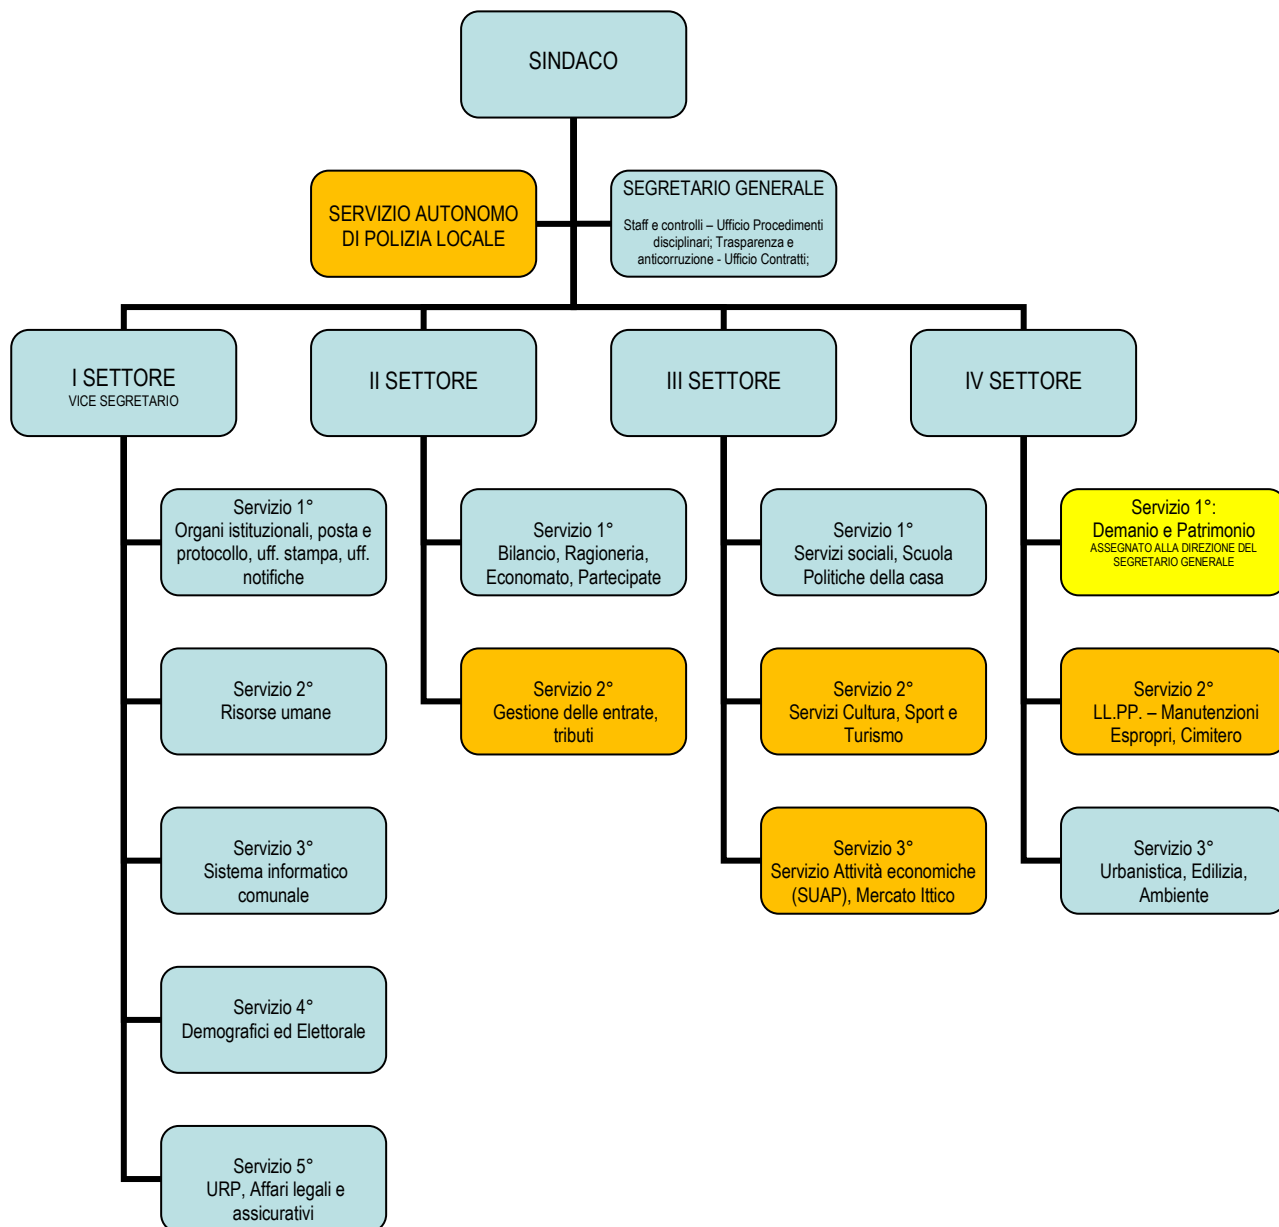 SINDACO
SERVIZIO AUTONOMO
DI POLIZIA LOCALE
SEGRETARIO GENERALE
Staff e controlli – Ufficio Procedimenti
disciplinari; Trasparenza e
anticorruzione - Ufficio Contratti;
I SETTORE
VICE SEGRETARIO
II SETTORE
III SETTORE
IV SETTORE
Servizio 1°
Organi istituzionali, posta e
protocollo, uff. stampa, uff.
notifiche
Servizio 1°
Bilancio, Ragioneria,
Economato, Partecipate
Servizio 1°
Servizi sociali, Scuola
Politiche della casa
Servizio 1°:
Demanio e Patrimonio
ASSEGNATO ALLA DIREZIONE DEL
SEGRETARIO GENERALE
Servizio 2°
Risorse umane
Servizio 2°
Gestione delle entrate,
tributi
Servizio 2°
Servizi Cultura, Sport e
Turismo
Servizio 2°
LL.PP. – Manutenzioni
Espropri, Cimitero
Servizio 3°
Sistema informatico
comunale
Servizio 3°
Servizio Attività economiche
(SUAP), Mercato Ittico
Servizio 3°
Urbanistica, Edilizia,
Ambiente
Servizio 4°
Demografici ed Elettorale
Servizio 5°
URP, Affari legali e
assicurativi